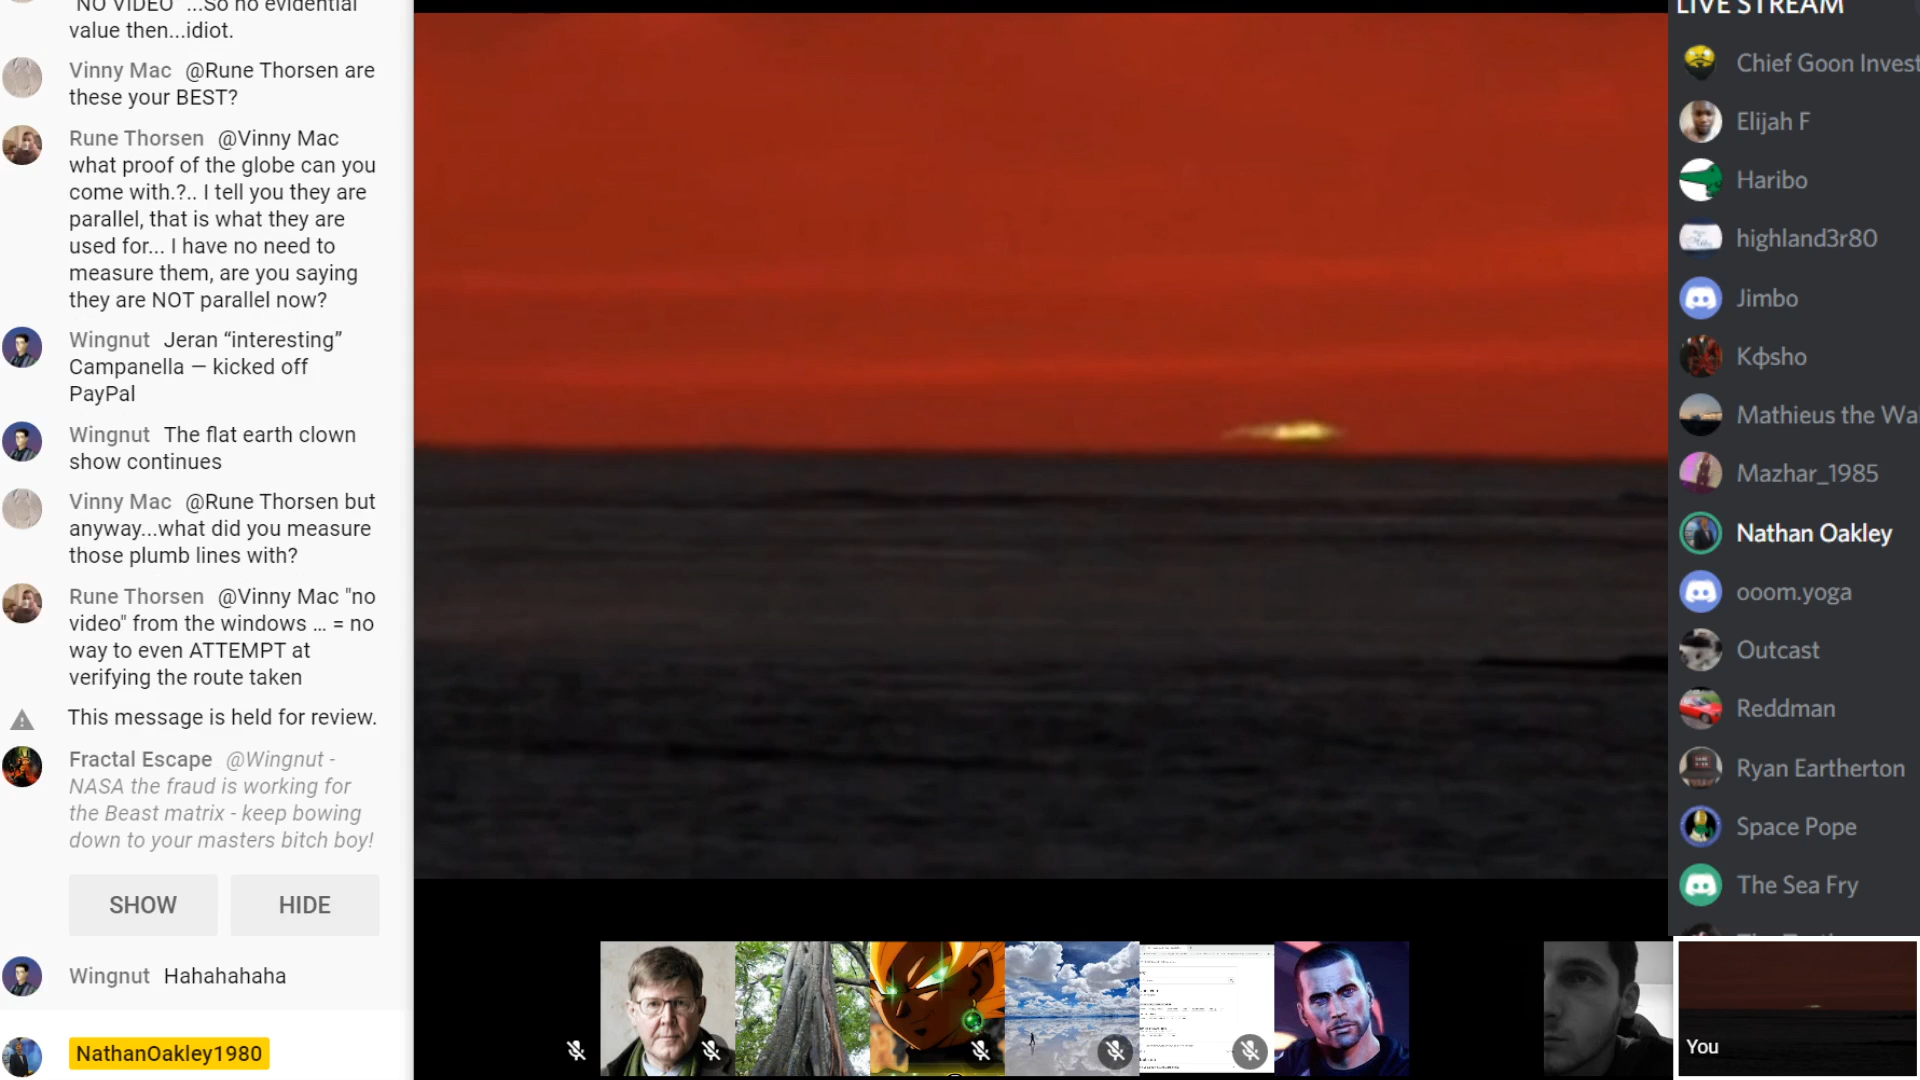 "NO VIDEO" ...So no evidential
value then...idiot.
Vinny Mac @Rune Thorsen are
these your BEST?
Rune Thorsen @Vinny Mac
what proof of the globe can you
come with.?.. I tell you they are
parallel, that is what they are
used for... I have no need to
measure them, are you saying
they are NOT parallel now?
Wingnut Jeran “interesting”
Campanella — kicked off
PayPal
Wingnut The flat earth clown
show continues
Vinny Mac @Rune Thorsen but
anyway...what did you measure
those plumb lines with?
Rune Thorsen @Vinny Mac "no
video" from the windows ... = no
way to even ATTEMPT at
verifying the route taken
This message is held for review.
Fractal Escape @Wingnut -
NASA the fraud is working for
the Beast matrix - keep bowing
down to your masters bitch boy!
SHOW HIDE
Wingnut Hahahahaha
NathanOakley1980
LIVE STREAM
Chief Goon Invest
Elijah F
Haribo
highland3r80
Jimbo
Kфsho
Mathieus the Wa
Mazhar_1985
Nathan Oakley
ooom.yoga
Outcast
Reddman
Ryan Eartherton
Space Pope
The Sea Fry
You